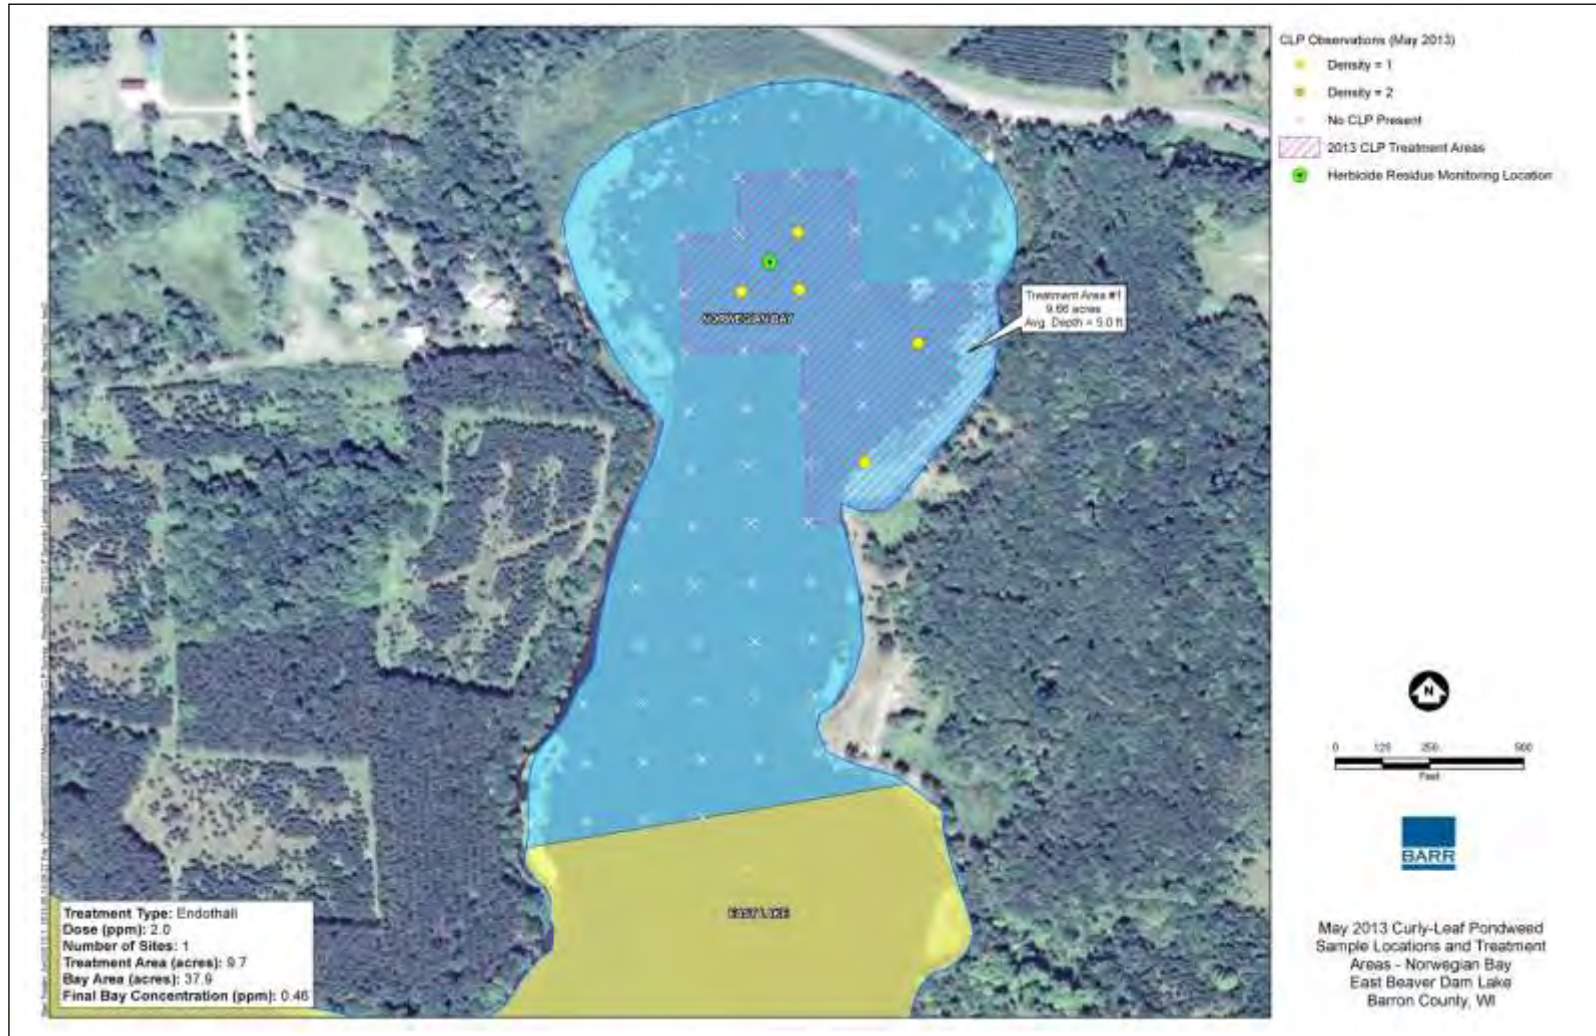 CLP Observations (May 2013)
Density = 1
Density = 2
No CLP Present
2013 CLP Treatment Areas
Herbicide Residue Monitoring Location
Treatment Area #1
9.66 acres
Avg. Depth = 5.0 ft
NORWEGIAN BAY
EAST LAKE
N
0 125 250 500
Feet
BARR
May 2013 Curly-Leaf Pondweed
Sample Locations and Treatment
Areas - Norwegian Bay
East Beaver Dam Lake
Barron County, WI
Treatment Type: Endothall
Dose (ppm): 2.0
Number of Sites: 1
Treatment Area (acres): 9.7
Bay Area (acres): 37.9
Final Bay Concentration (ppm): 0.46